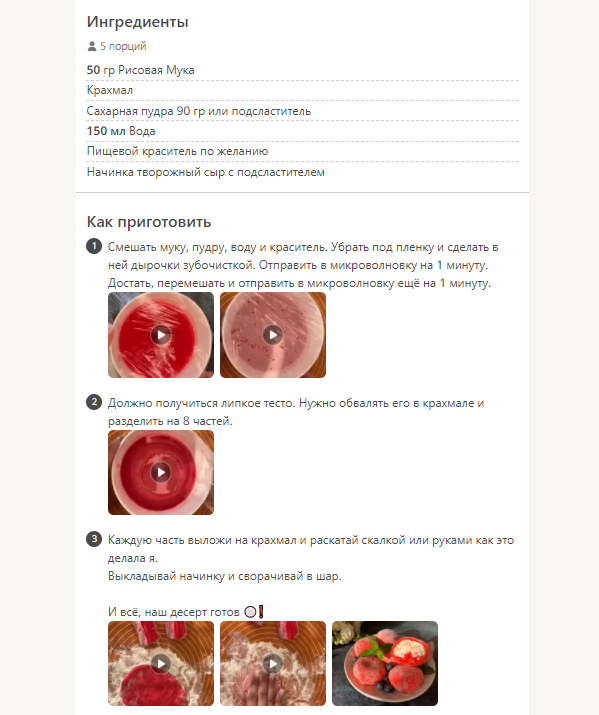 Ингредиенты
5 порций
50 гр Рисовая Мука
Крахмал
Сахарная пудра 90 гр или подсластитель
150 мл Вода
Пищевой краситель по желанию
Начинка творожный сыр с подсластителем
Как приготовить
1 Смешать муку, пудру, воду и краситель. Убрать под пленку и сделать в
ней дырочки зубочисткой. Отправить в микроволновку на 1 минуту.
Достать, перемешать и отправить в микроволновку ещё на 1 минуту.
2 Должно получиться липкое тесто. Нужно обвалять его в крахмале и
разделить на 8 частей.
3 Каждую часть выложи на крахмал и раскатай скалкой или руками как это
делала я.
Выкладывай начинку и сворачивай в шар.
И всё, наш десерт готов 🍥❗